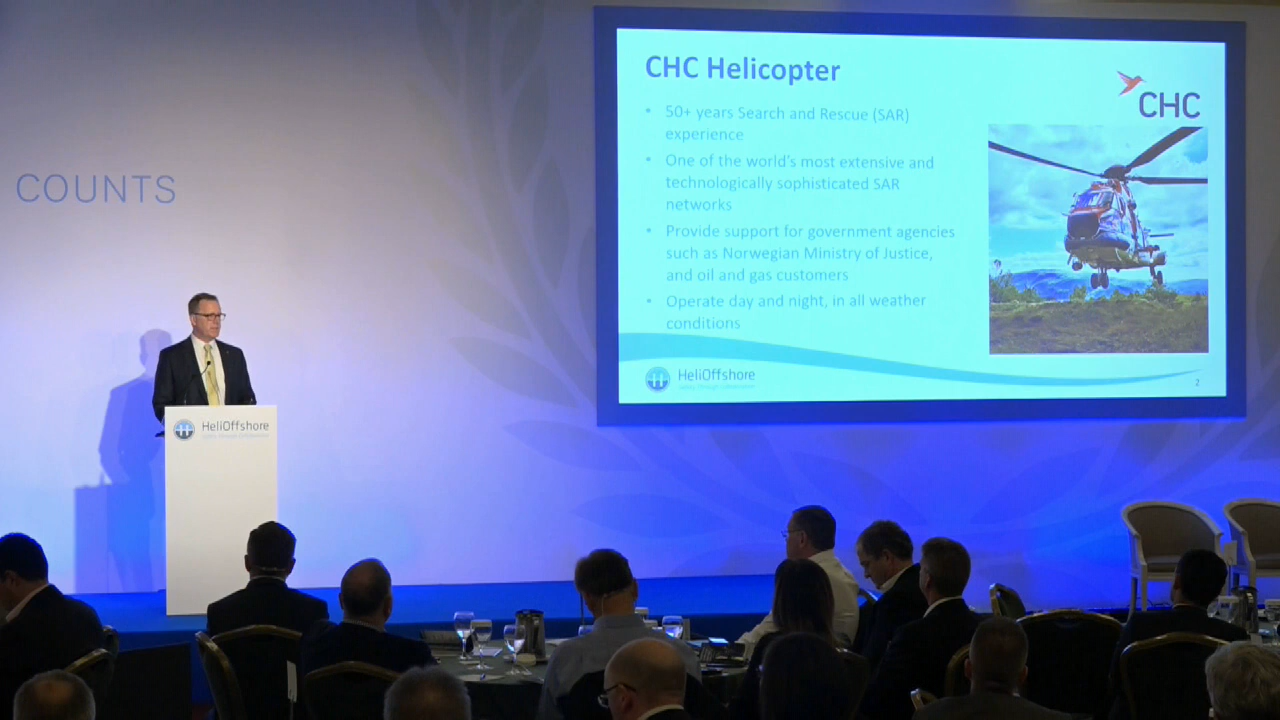 COUNTS
CHC Helicopter
CHC
• 50+ years Search and Rescue (SAR)
experience
• One of the world's most extensive and
technologically sophisticated SAR
networks
• Provide support for government agencies
such as Norwegian Ministry of Justice,
and oil and gas customers
• Operate day and night, in all weather
conditions
H HeliOffshore
2
H HeliOffshore